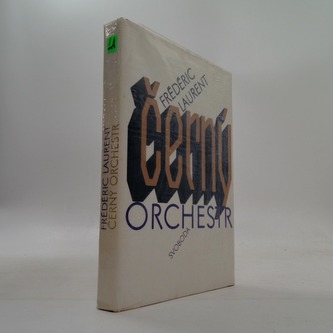 FRÉDÉRIC
LAURENT
Černý
ORCHESTR
SVOBODA
FRÉDÉRIC LAURENT
ČERNÝ ORCHESTR